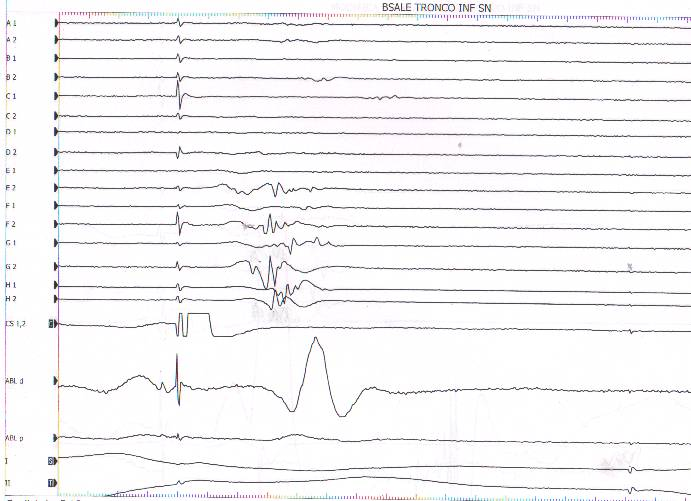 BSALE TRONCO INF SN
A 1
A 2
B 1
B 2
C 1
C 2
D 1
D 2
E 1
E 2
F 1
F 2
G 1
G 2
H 1
H 2
CS 1,2
ABL d
ABL p
I
II